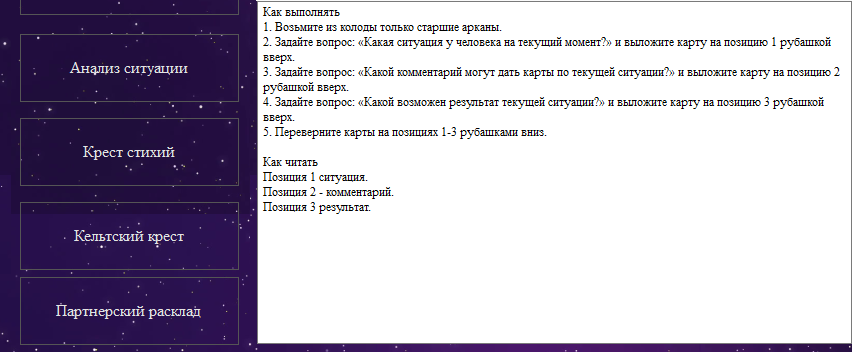 Анализ ситуации
Крест стихий
Кельтский крест
Партнерский расклад
Как выполнять
1. Возьмите из колоды только старшие арканы.
2. Задайте вопрос: «Какая ситуация у человека на текущий момент?» и выложите карту на позицию 1 рубашкой
вверх.
3. Задайте вопрос: «Какой комментарий могут дать карты по текущей ситуации?» и выложите карту на позицию 2
рубашкой вверх.
4. Задайте вопрос: «Какой возможен результат текущей ситуации?» и выложите карту на позицию 3 рубашкой
вверх.
5. Переверните карты на позициях 1-3 рубашками вниз.
Как читать
Позиция 1 ситуация.
Позиция 2 - комментарий.
Позиция 3 результат.